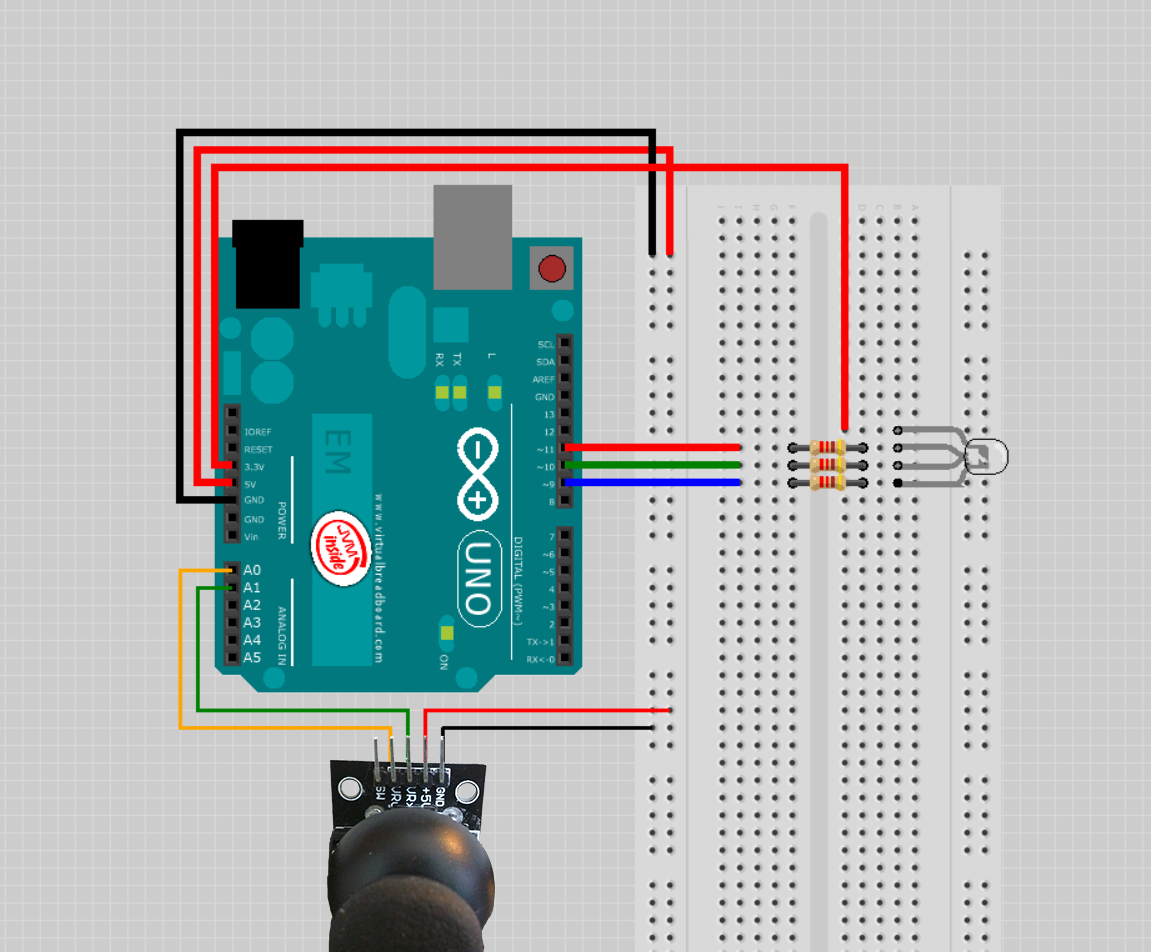 J I H G F E D C B A
RX TX L
SCL
SDA
AREF
GND
13
12
~11
~10
~9
8
IOREF
RESET
3.3V
5V
GND
GND
Vin
POWER
EM
JVM
inside
www.virtualbreadboard.com
UNO
DIGITAL (PWM~)
7
~6
~5
4
~3
2
TX->1
RX<-0
A0
A1
A2
A3
A4
A5
ANALOG IN
ON
SW
VRx
+5V
GND